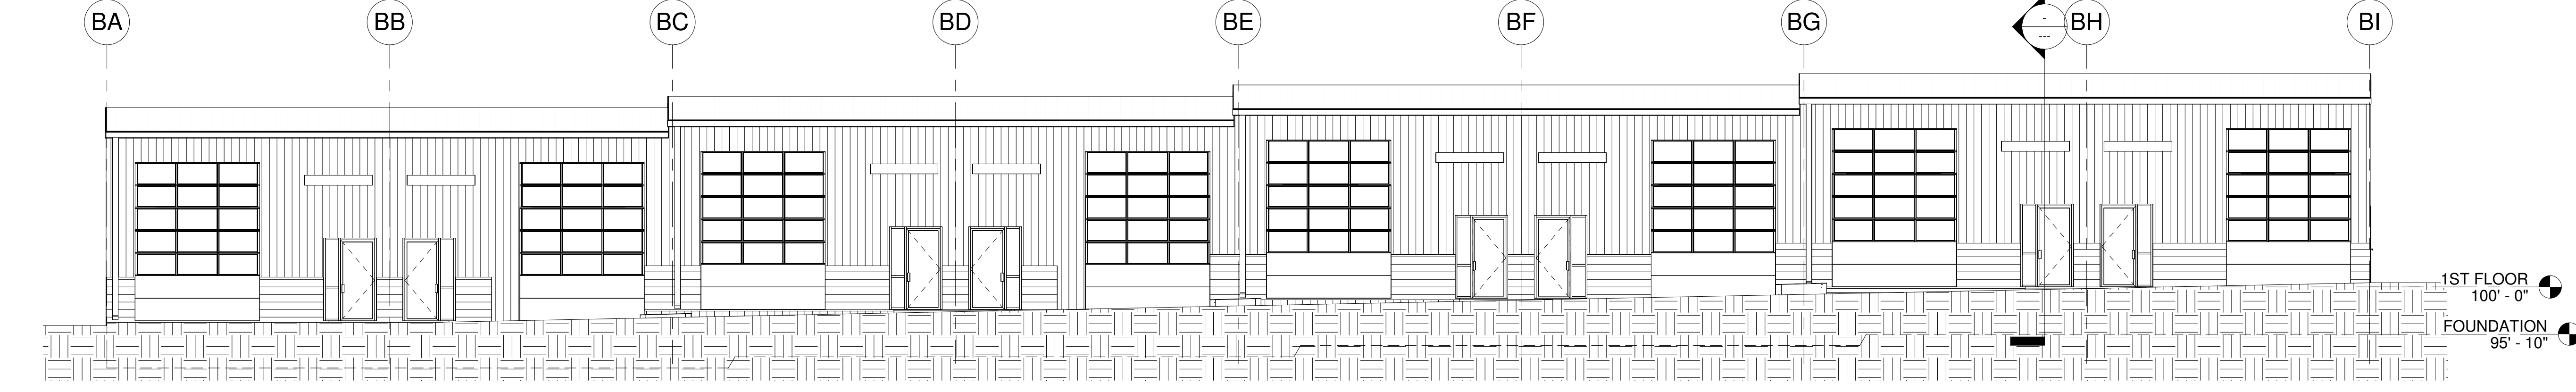 BA
BB
BC
BD
BE
BF
BG
-
---
BH
BI
1ST FLOOR
100' - 0"
FOUNDATION
95' - 10"